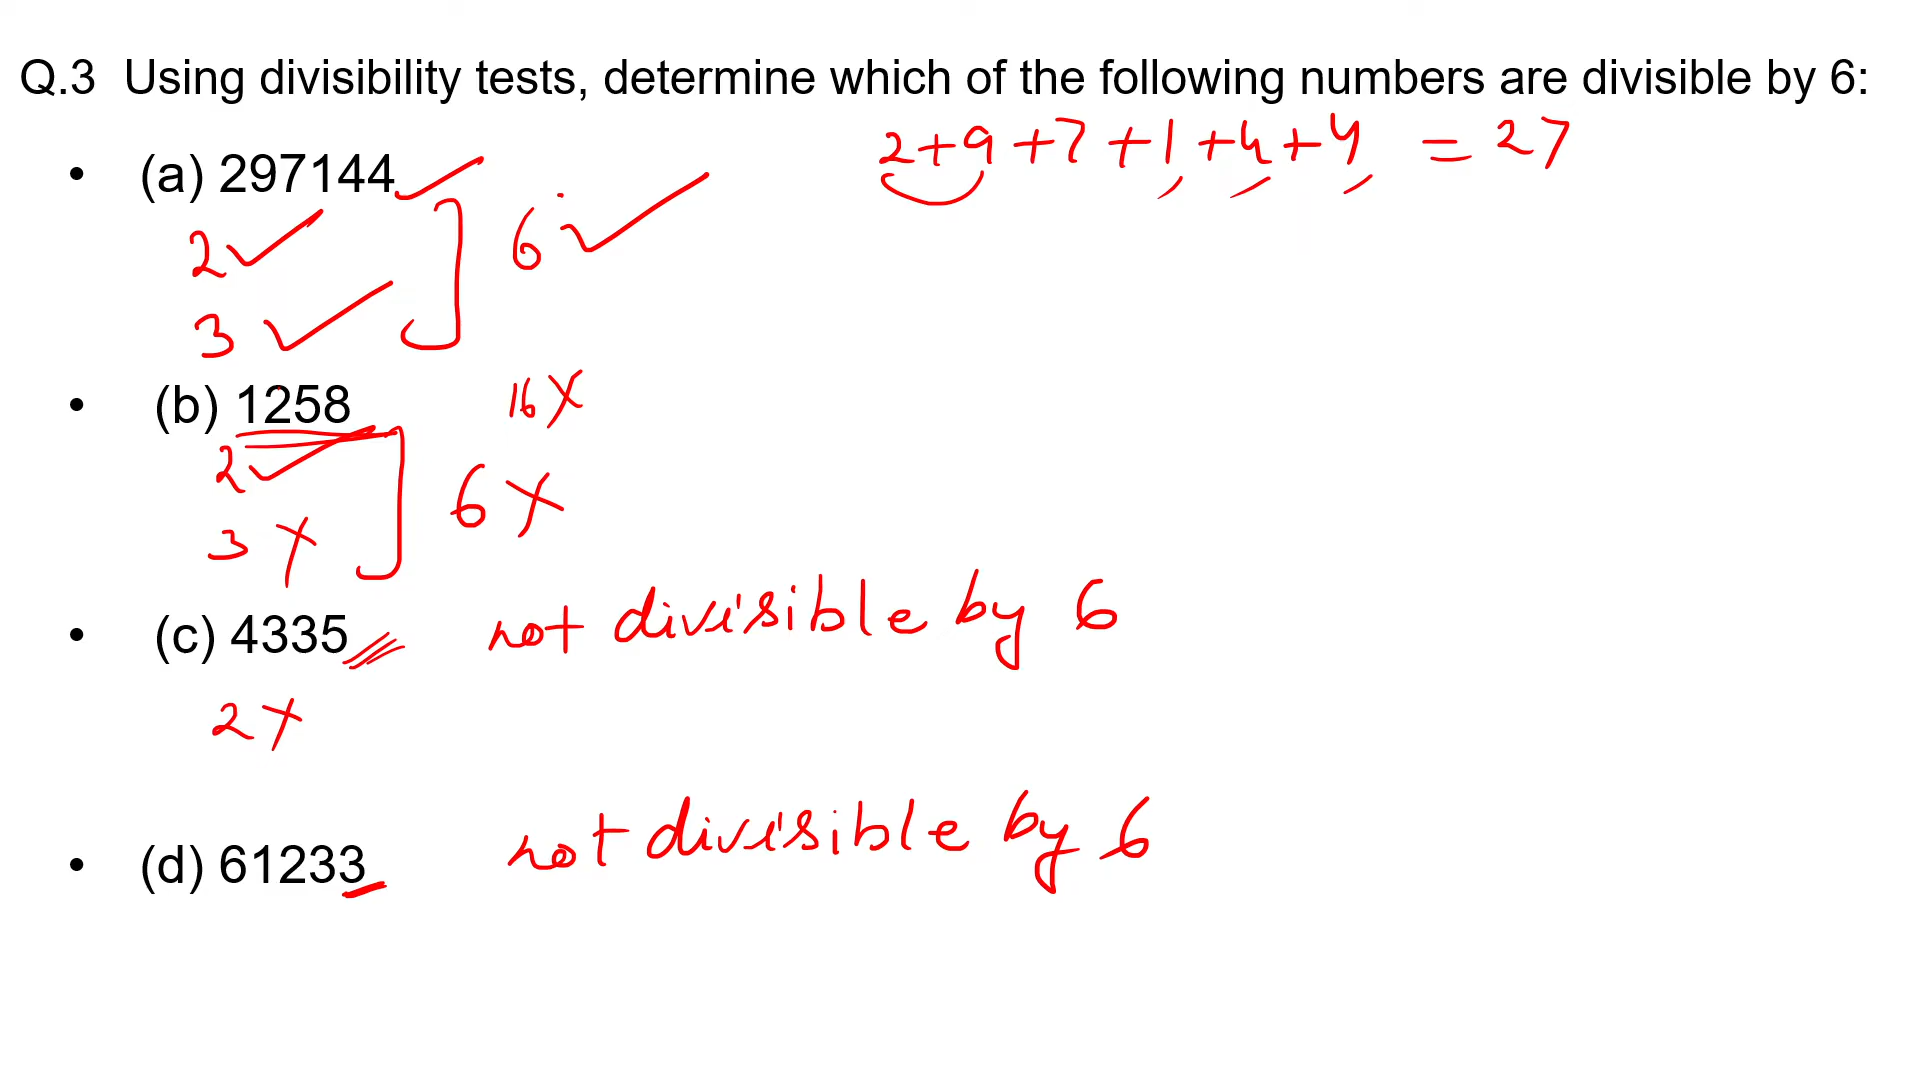 Q.3 Using divisibility tests, determine which of the following numbers are divisible by 6:
2+9+7+1+4+4 = 27
• (a) 297144
2 ✓
6 ✓
3 ✓
• (b) 1258
16 X
2 ✓
6 X
3 X
• (c) 4335
not divisible by 6
2 X
• (d) 61233
not divisible by 6